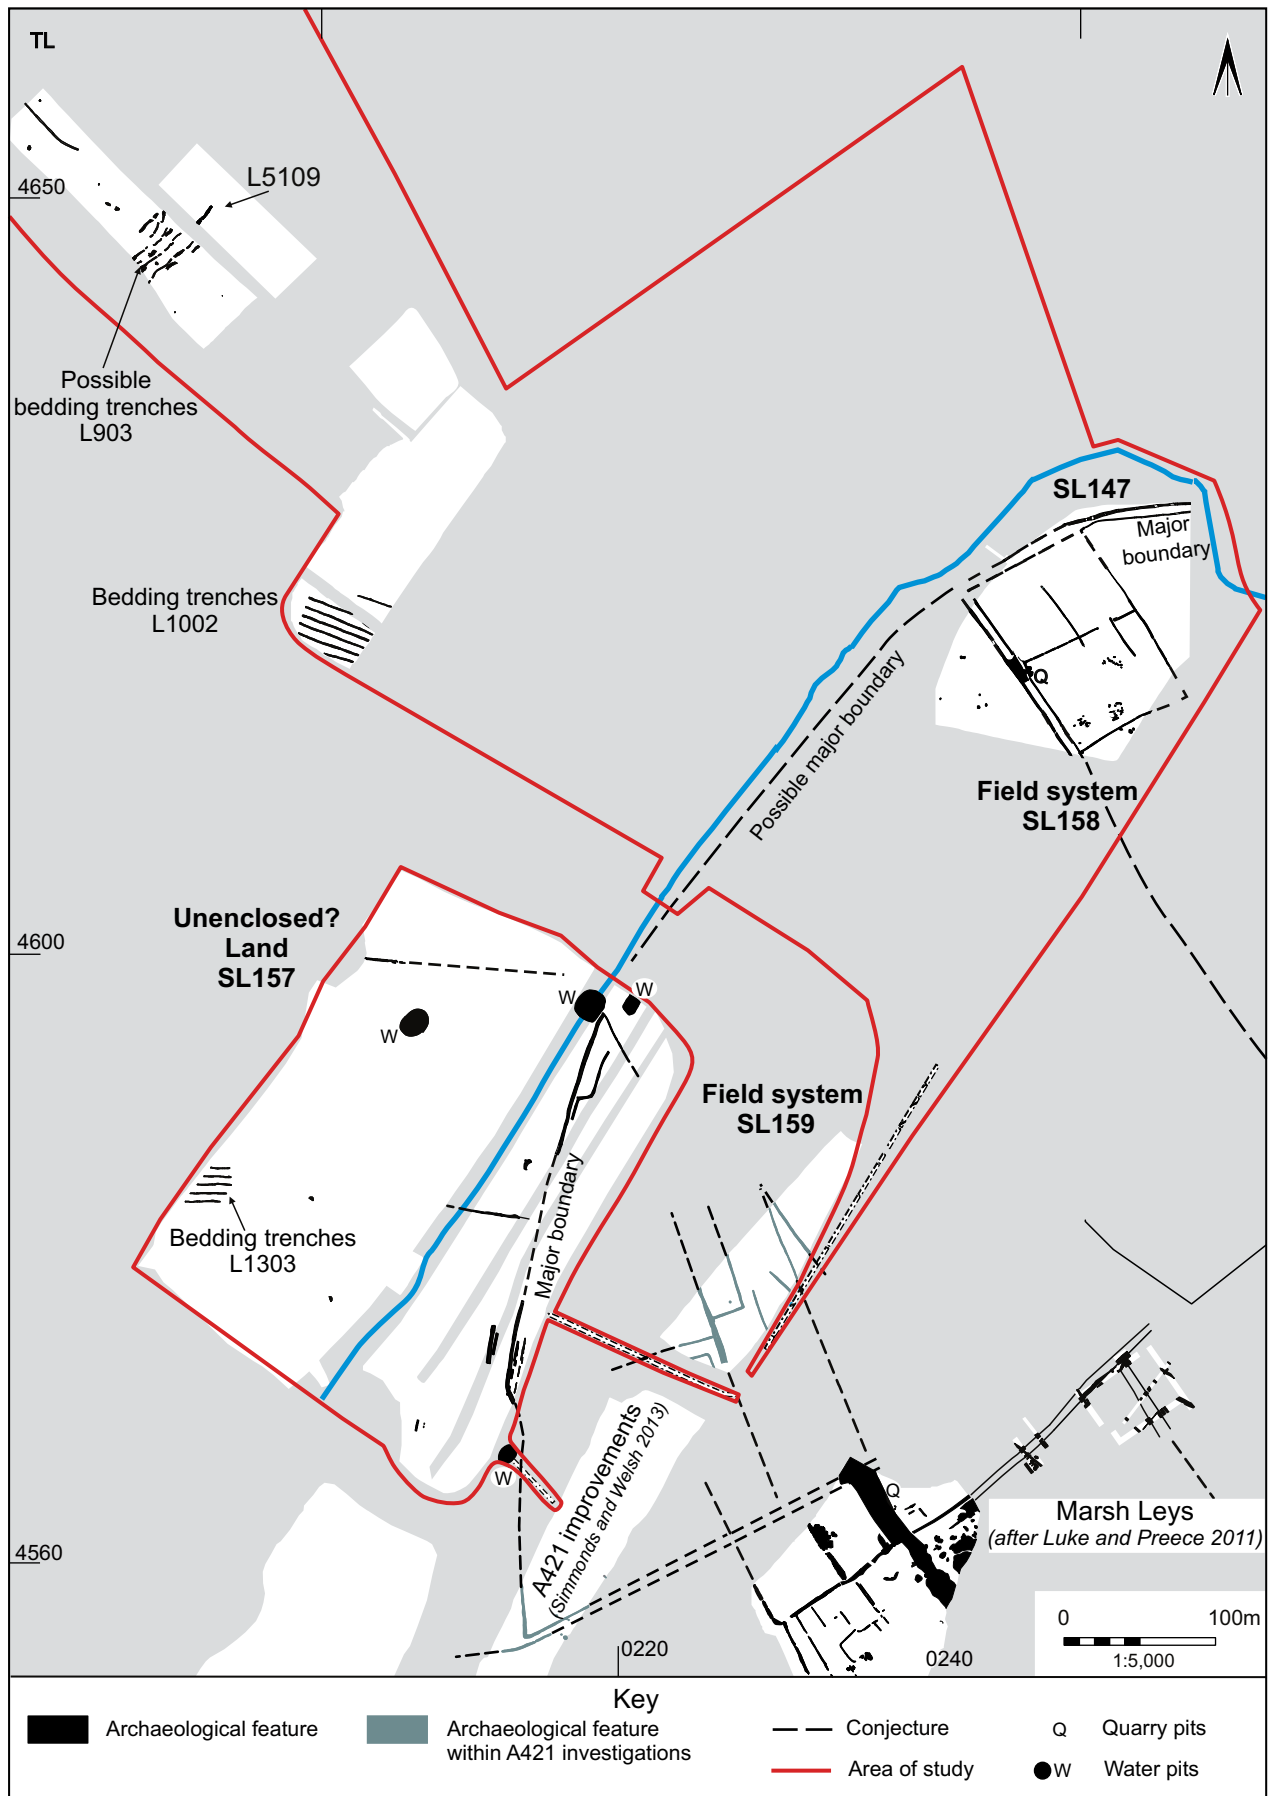 TL
L5109
4650
Possible
bedding trenches
L903
SL147
Major
boundary
Bedding trenches
L1002
Q
Possible major boundary
Field system
SL158
Unenclosed?
Land
SL157
4600
W
W
W
Field system
SL159
Major boundary
Bedding trenches
L1303
W
A421 improvements
(Simmonds and Welsh 2013)
Q
Marsh Leys
(after Luke and Preece 2011)
4560
0220
0240
0 100m
1:5,000
Key
Archaeological feature
Archaeological feature
within A421 investigations
Conjecture
Area of study
Q Quarry pits
W Water pits